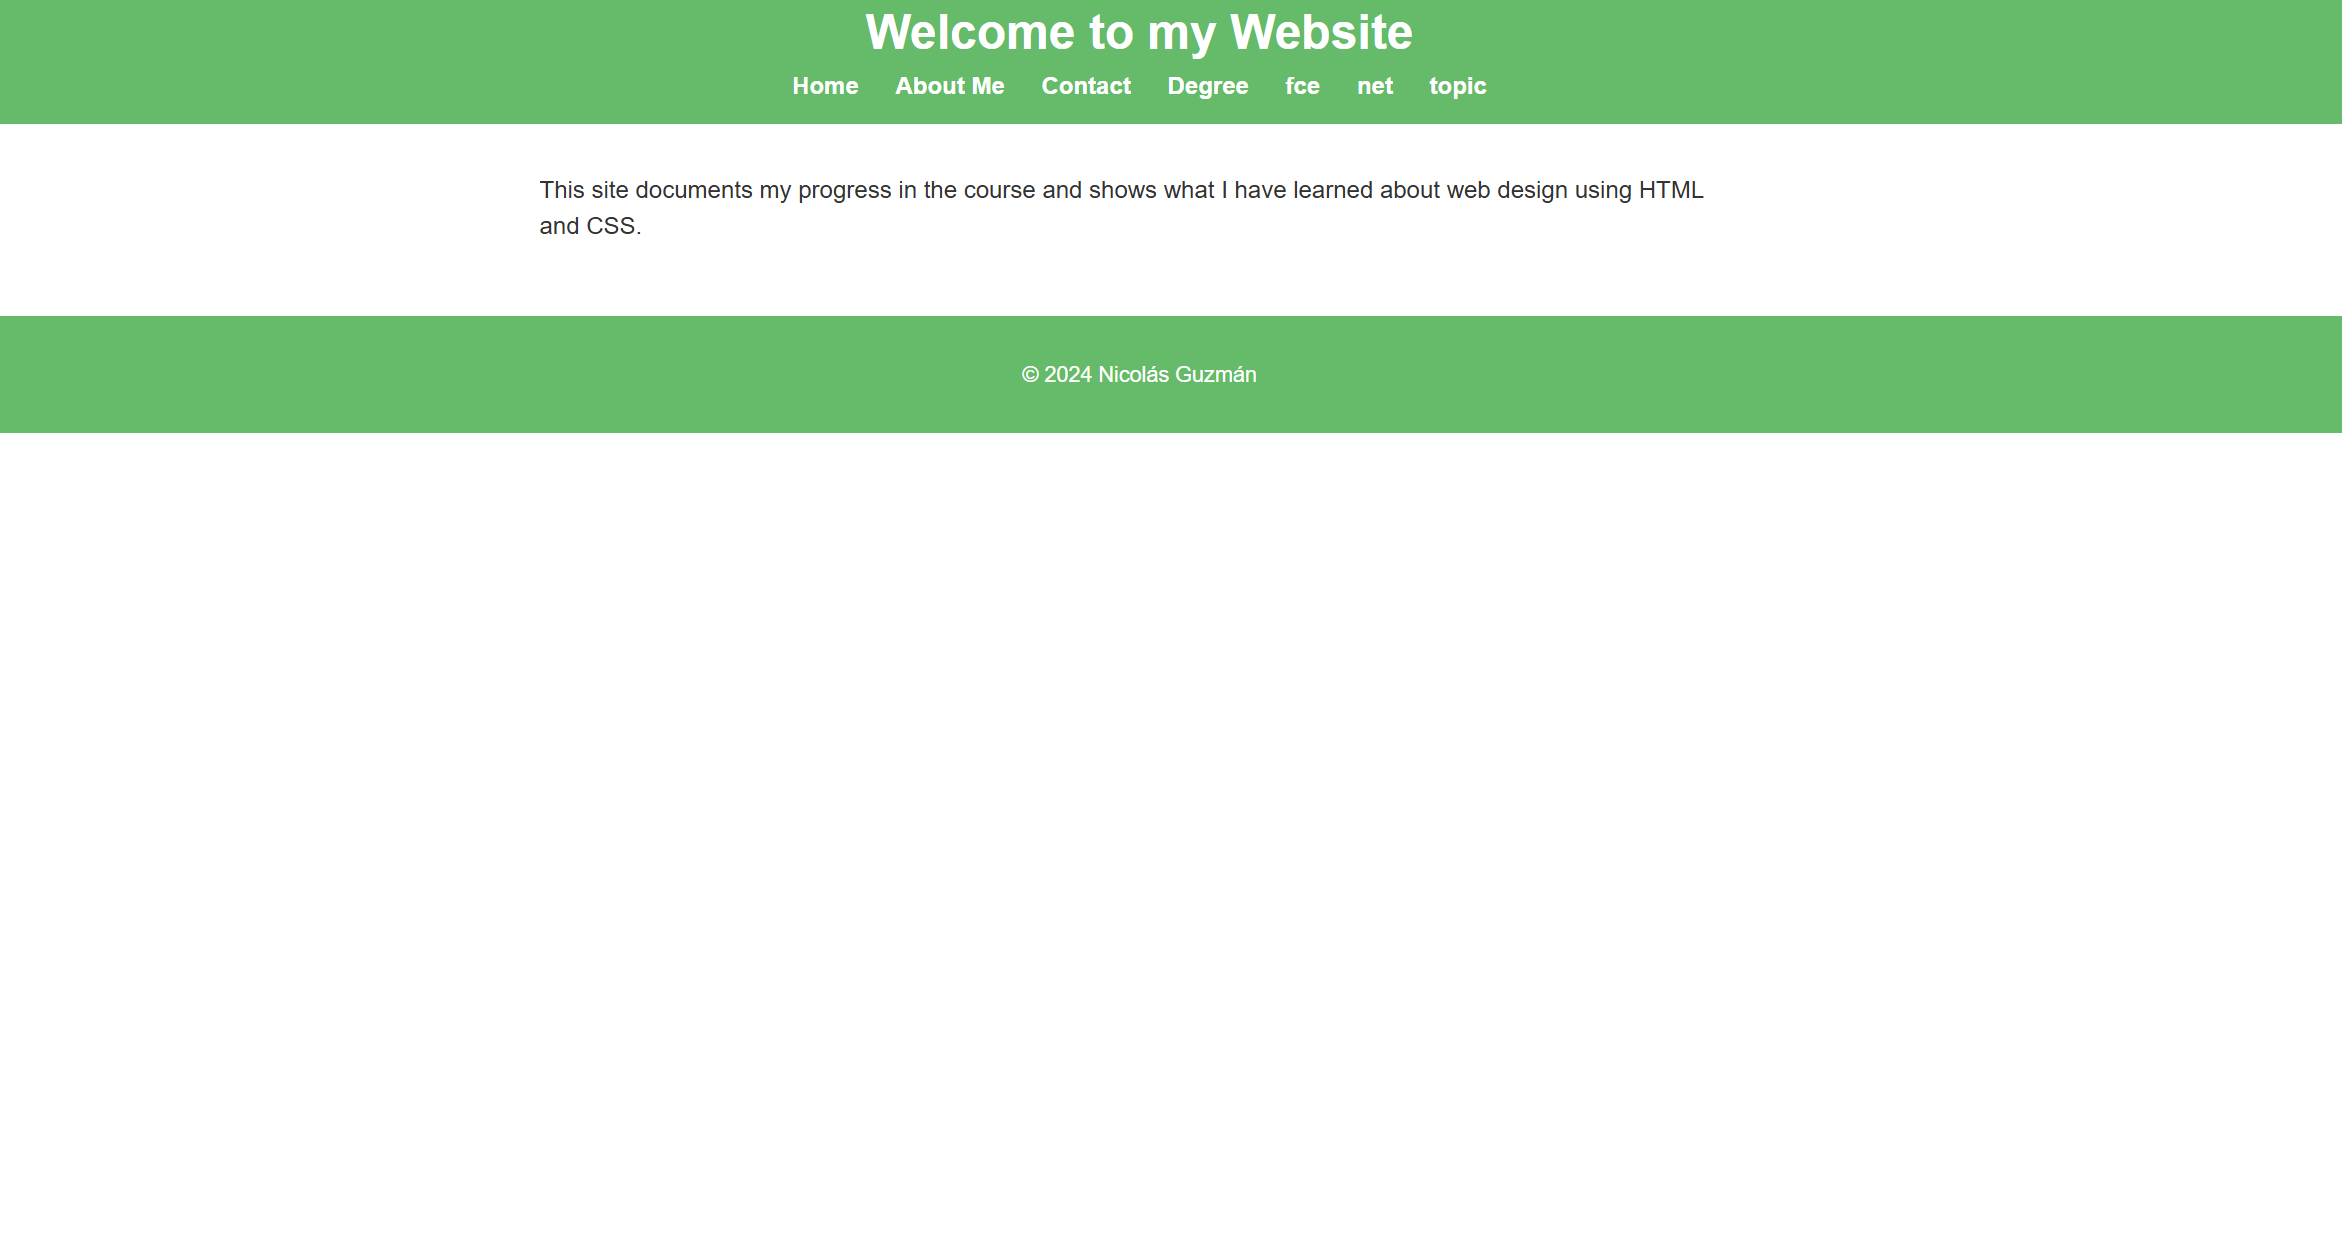 Welcome to my Website
Home About Me Contact Degree fce net topic
This site documents my progress in the course and shows what I have learned about web design using HTML
and CSS.
© 2024 Nicolás Guzmán